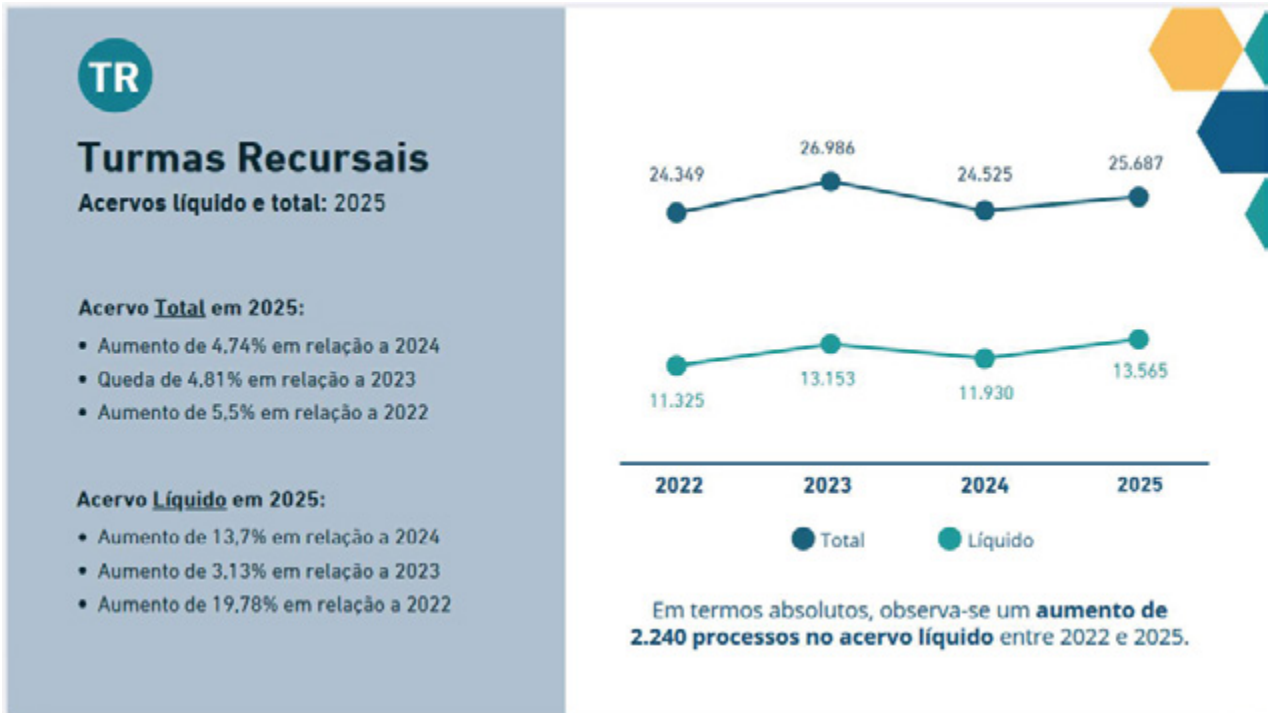 TR
Turmas Recursais
Acervos líquido e total: 2025
Acervo Total em 2025:
• Aumento de 4,74% em relação a 2024
• Queda de 4,81% em relação a 2023
• Aumento de 5,5% em relação a 2022
Acervo Líquido em 2025:
• Aumento de 13,7% em relação a 2024
• Aumento de 3,13% em relação a 2023
• Aumento de 19,78% em relação a 2022
24.349 26.986 24.525 25.687
11.325 13.153 11.930 13.565
2022 2023 2024 2025
Total Líquido
Em termos absolutos, observa-se um aumento de
2.240 processos no acervo líquido entre 2022 e 2025.